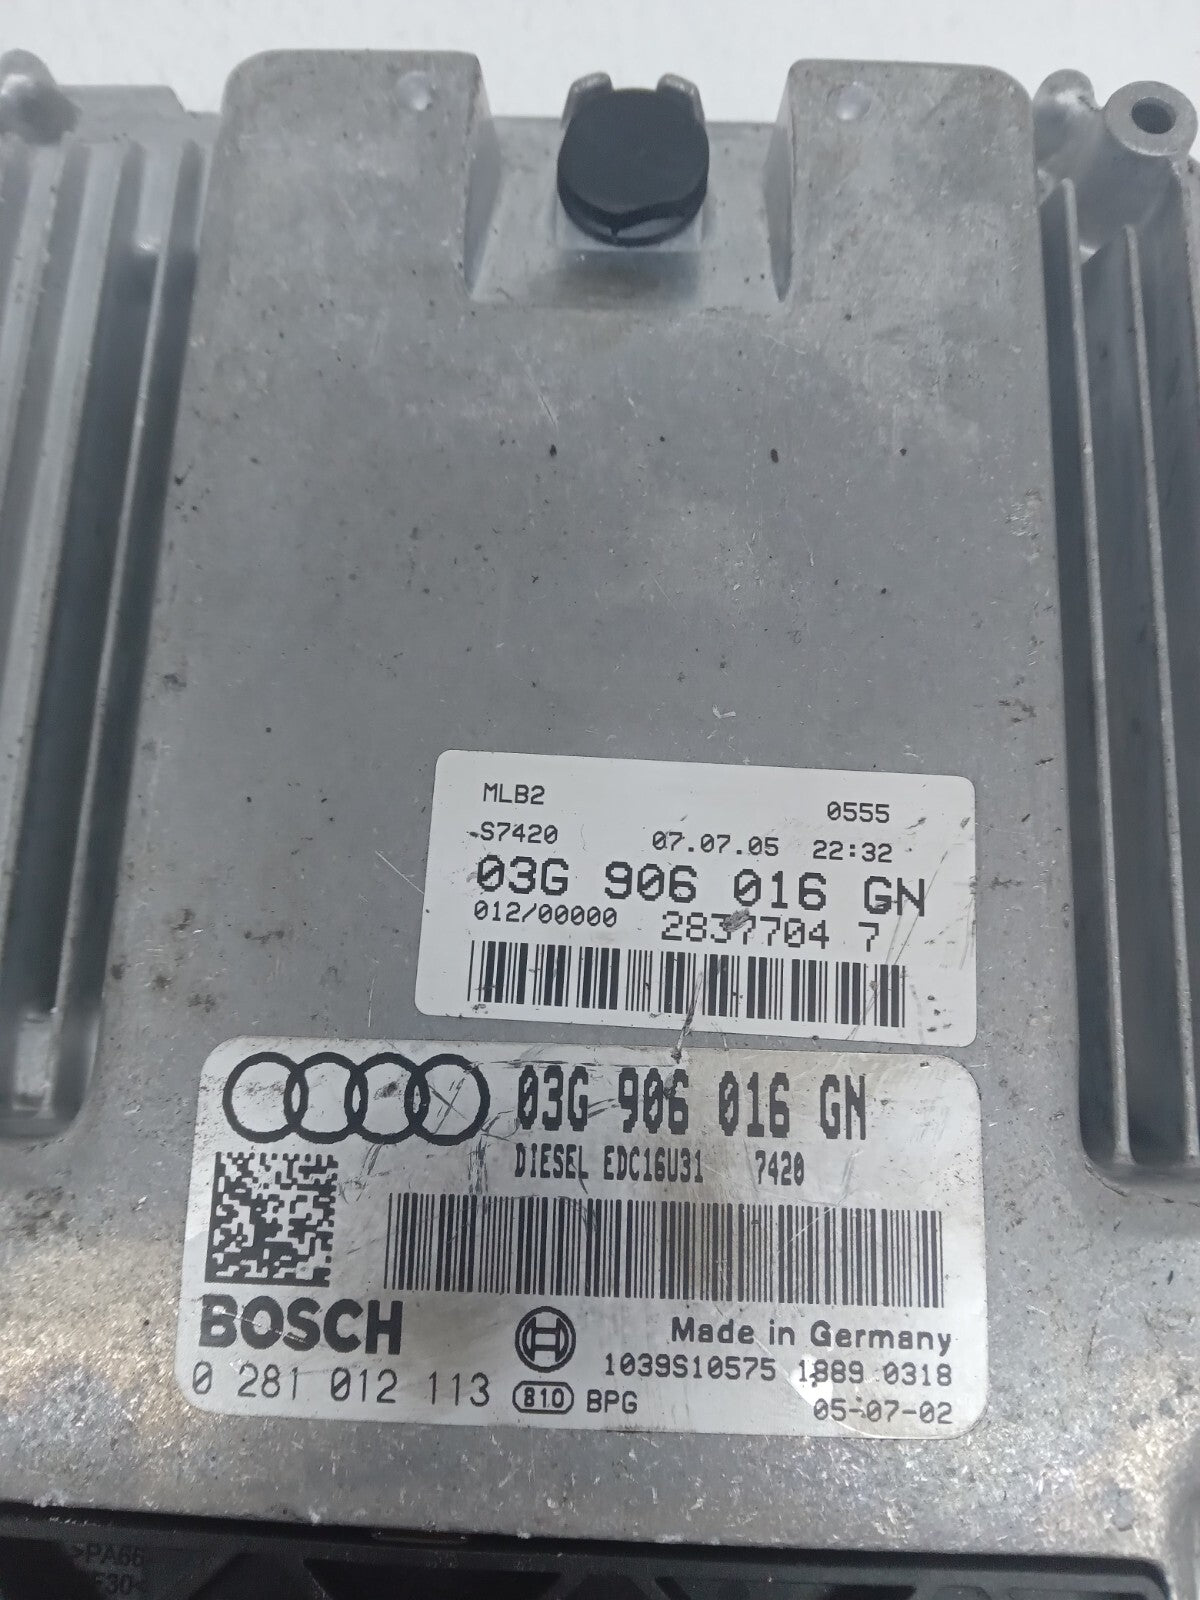 MLB2 0555
S7420 07.07.05 22:32
03G 906 016 GN
012/00000 2837704 7
03G 906 016 GN
DIESEL EDC16U31 7420
BOSCH
Made in Germany
0 281 012 113 810 BPG
1039S10575 1889 0318
05-07-02
>PA66